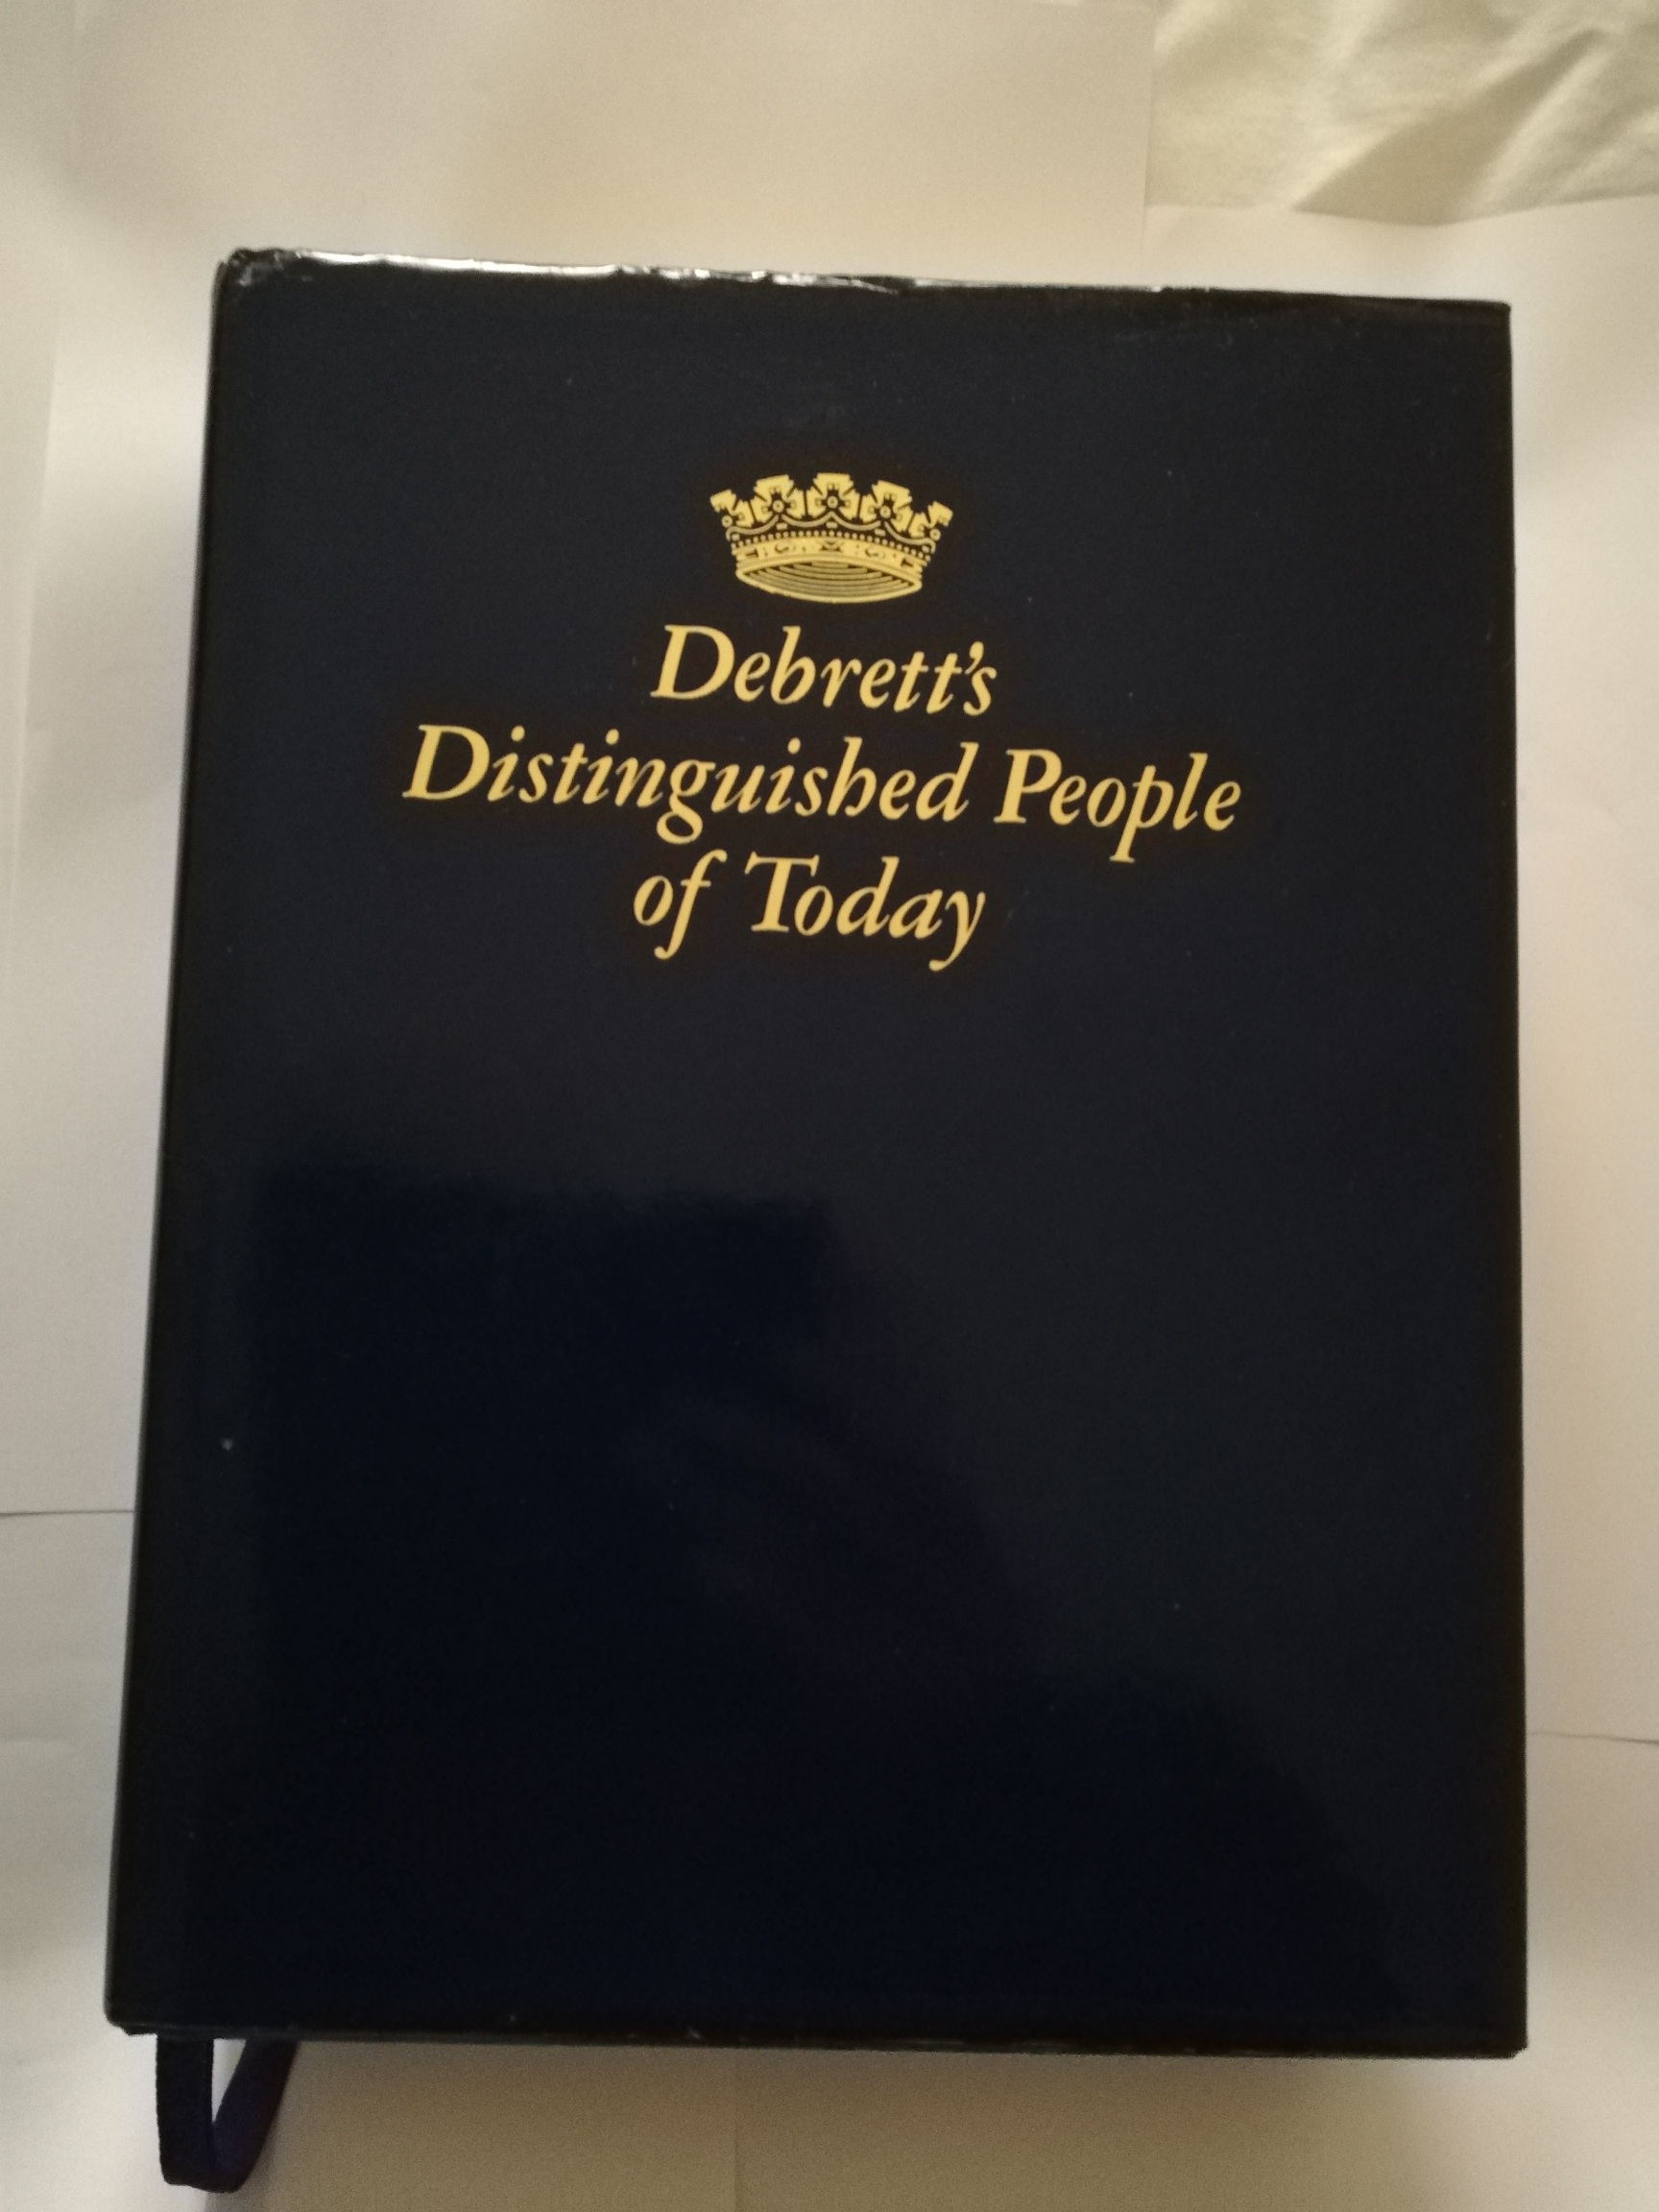 Debrett's
Distinguished People
of Today